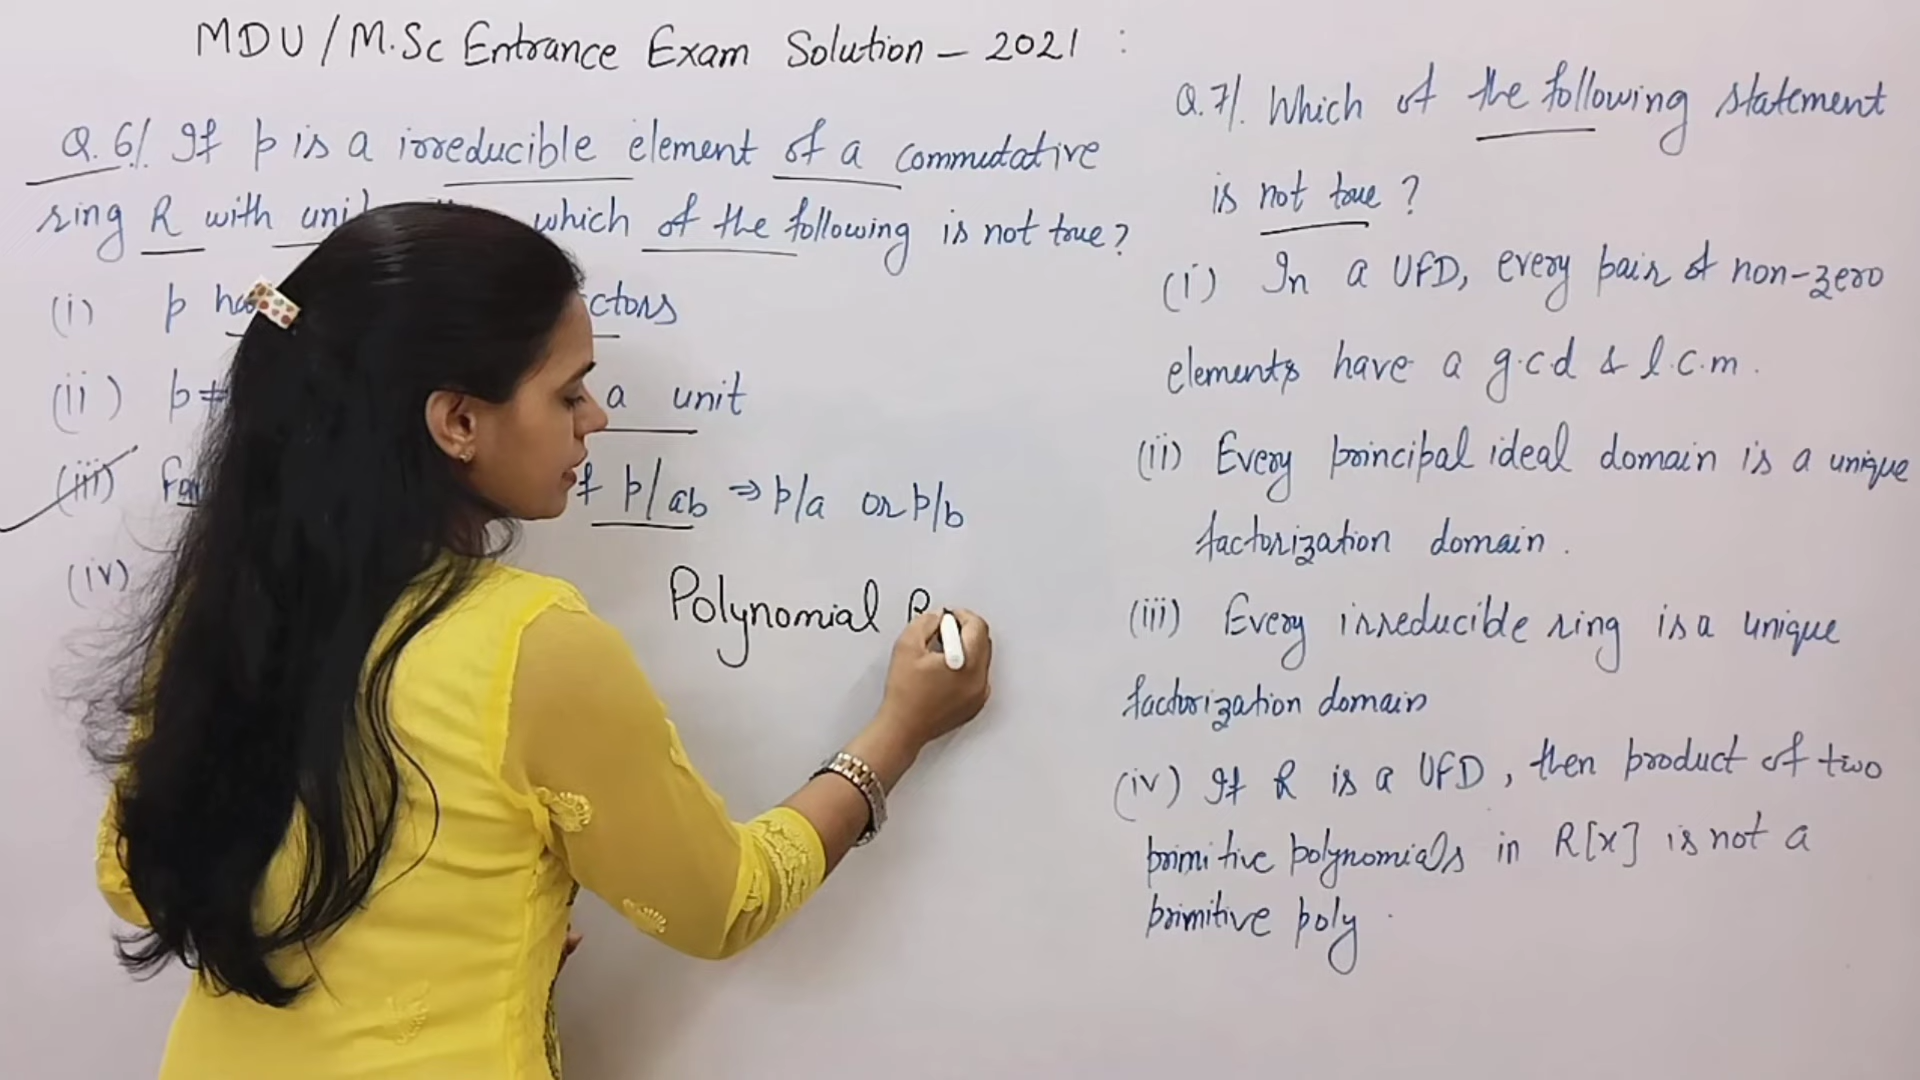 MDU / M.Sc Entrance Exam Solution - 2021 :
Q.6/. If p is a irreducible element of a commutative
ring R with which of the following is not true?
(i) p
(ii) a unit
(iii) p/ab ⇒ p/a or p/b
(iv)
Polynomial
Q.7/. Which of the following statement
is not true ?
(i) In a UFD, every pair of non-zero
elements have a g.c.d & l.c.m.
(ii) Every principal ideal domain is a unique
factorization domain.
(iii) Every irreducible ring is a unique
factorization domain
(iv) If R is a UFD, then product of two
primitive polynomials in R[x] is not a
primitive poly.